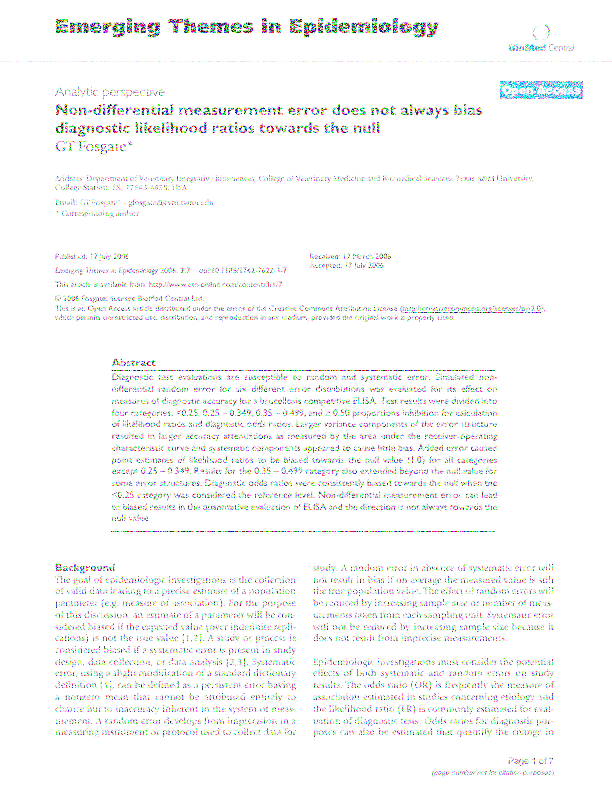 Emerging Themes in Epidemiology
BioMed Central
Analytic perspective
Open Access
Non-differential measurement error does not always bias
diagnostic likelihood ratios towards the null
GT Fosgate*
Address: Department of Veterinary Integrative Biosciences, College of Veterinary Medicine and Biomedical Sciences, Texas A&M University,
College Station, TX, USA
Email: GT Fosgate* -
* Corresponding author
Published: 17 July 2006
Received: 17 March 2006
Accepted: 17 July 2006
Emerging Themes in Epidemiology 2006, 3:7 doi:10.1186/1742-7622-3-7
This article is available from: http://www.ete-online.com/content/3/1/7
© 2006 Fosgate; licensee BioMed Central Ltd.
This is an Open Access article distributed under the terms of the Creative Commons Attribution License (http://creativecommons.org/licenses/by/2.0),
which permits unrestricted use, distribution, and reproduction in any medium, provided the original work is properly cited.
Abstract
Diagnostic test evaluations are susceptible to random and systematic error. Simulated non-
differential random error for six different error distributions was evaluated for its effect on
measures of diagnostic accuracy for a brucellosis competitive ELISA. Test results were divided into
four categories: <0.25, 0.25 – 0.349, 0.35 – 0.499, and ≥ 0.50 proportions inhibition for calculation
of likelihood ratios and diagnostic odds ratios. Larger variance components of the error structure
resulted in larger accuracy attenuations as measured by the area under the receiver-operating
characteristic curve and systematic components appeared to cause little bias. Added error caused
point estimates of likelihood ratios to be biased towards the null value (1.0) for all categories
except 0.25 – 0.349. Results for the 0.35 – 0.499 category also extended beyond the null value for
some error structures. Diagnostic odds ratios were consistently biased towards the null when the
<0.25 category was considered the reference level. Non-differential measurement error can lead
to biased results in the quantitative evaluation of ELISA and the direction is not always towards the
null value.
Background
The goal of epidemiologic investigations is the collection
of valid data leading to a precise estimate of a population
parameter (e.g. measure of association). For the purpose
of this discussion, an estimate of a parameter will be con-
sidered biased if the expected value (over indefinite repli-
cations) is not the true value [1,2]. A study or process is
considered biased if a systematic error is present in study
design, data collection, or data analysis [2,3]. Systematic
error, using a slight modification of a standard dictionary
definition [4], can be defined as a persistent error having
a nonzero mean that cannot be attributed entirely to
chance but to inaccuracy inherent in the system of meas-
urement. A random error develops from imprecision in a
measuring instrument or protocol used to collect data for
study. A random error in absence of systematic error will
not result in bias if on average the measured value is still
the true population value. The effect of random errors will
be reduced by increasing sample size or number of meas-
urements taken from each sampling unit. Systematic error
will not be reduced by increasing sample size because it
does not result from imprecise measurements.
Epidemiologic investigations must consider the potential
effects of both systematic and random errors on study
results. The odds ratio (OR) is frequently the measure of
association estimated in studies concerning etiology and
the likelihood ratio (LR) is commonly estimated for eval-
uation of diagnostic tests. Odds ratios for diagnostic pur-
poses can also be estimated that quantify the change in
Page 1 of 7
(page number not for citation purposes)